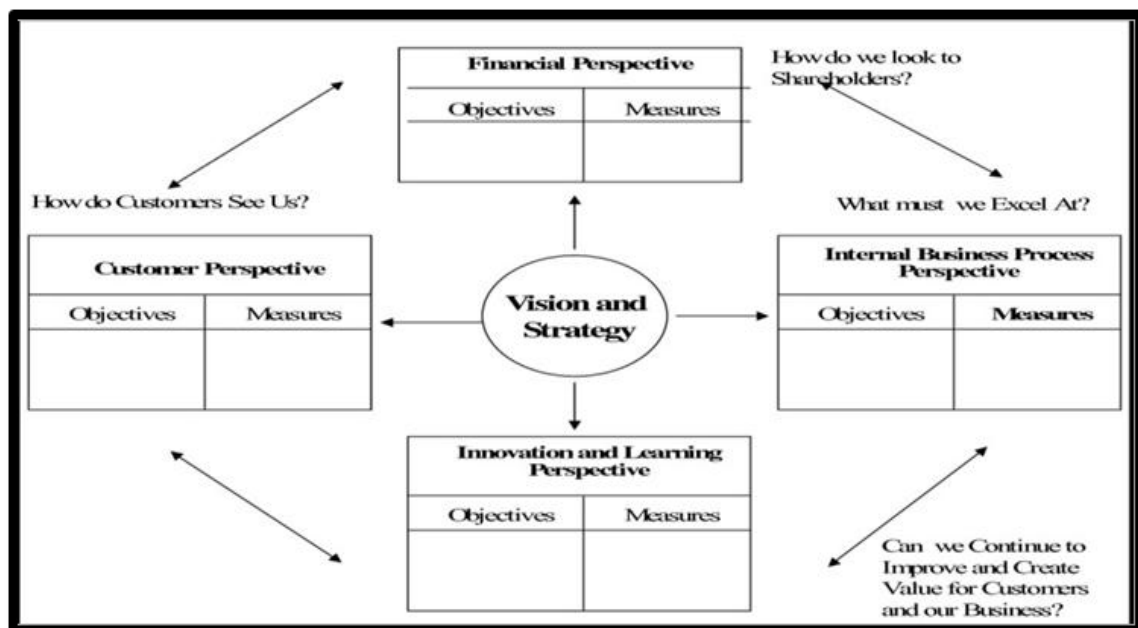 Financial Perspective
Objectives
Measures
How do we look to
Shareholders?
How do Customers See Us?
Customer Perspective
Objectives
Measures
Vision and
Strategy
What must we Excel At?
Internal Business Process
Perspective
Objectives
Measures
Innovation and Learning
Perspective
Objectives
Measures
Can we Continue to
Improve and Create
Value for Customers
and our Business?